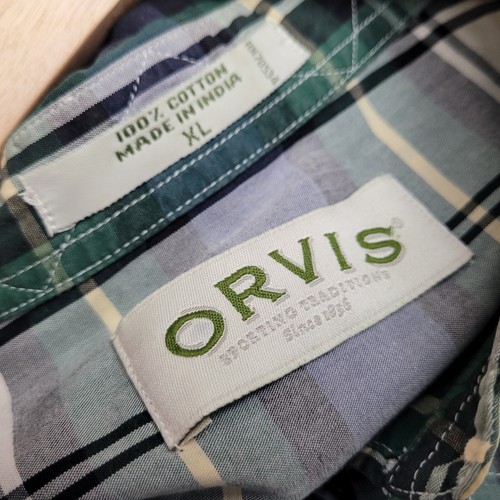 100% COTTON
MADE IN INDIA
XL
ORVIS®
SPORTING TRADITIONS
Since 1856